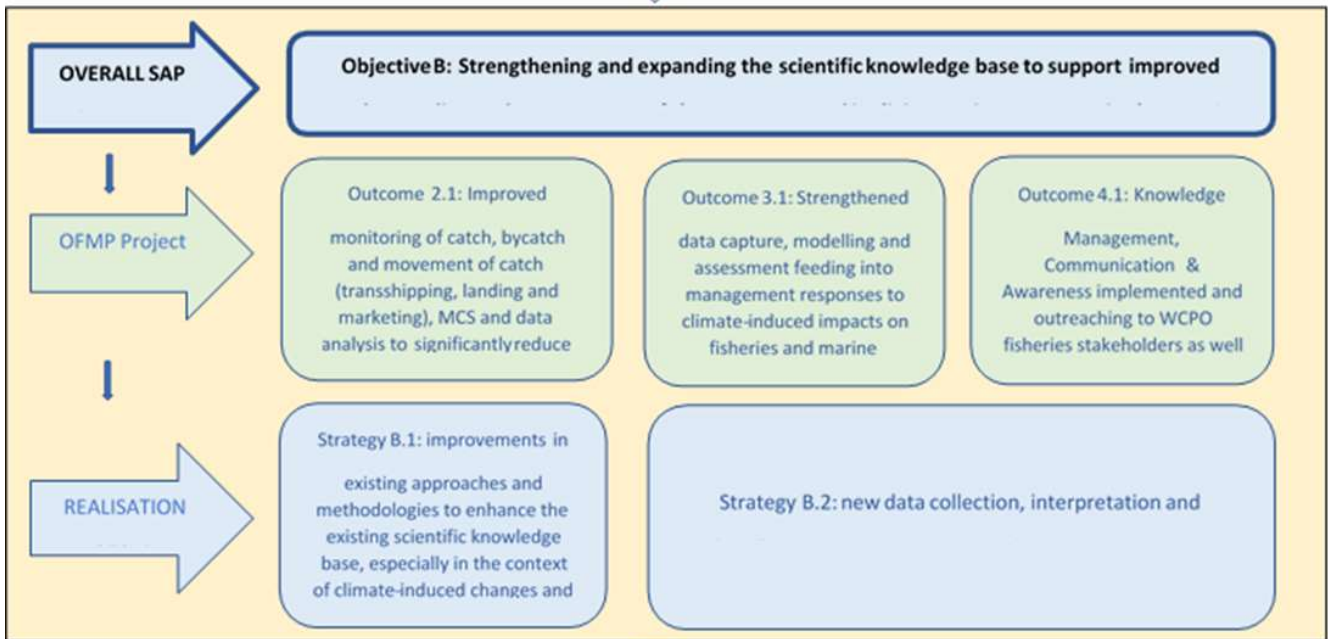 OVERALL SAP
Objective B: Strengthening and expanding the scientific knowledge base to support improved
OFMP Project
Outcome 2.1: Improved
monitoring of catch, bycatch
and movement of catch
(transshipping, landing and
marketing), MCS and data
analysis to significantly reduce
Outcome 3.1: Strengthened
data capture, modelling and
assessment feeding into
management responses to
climate-induced impacts on
fisheries and marine
Outcome 4.1: Knowledge
Management,
Communication &
Awareness implemented and
outreaching to WCPO
fisheries stakeholders as well
REALISATION
Strategy B.1: improvements in
existing approaches and
methodologies to enhance the
existing scientific knowledge
base, especially in the context
of climate-induced changes and
Strategy B.2: new data collection, interpretation and